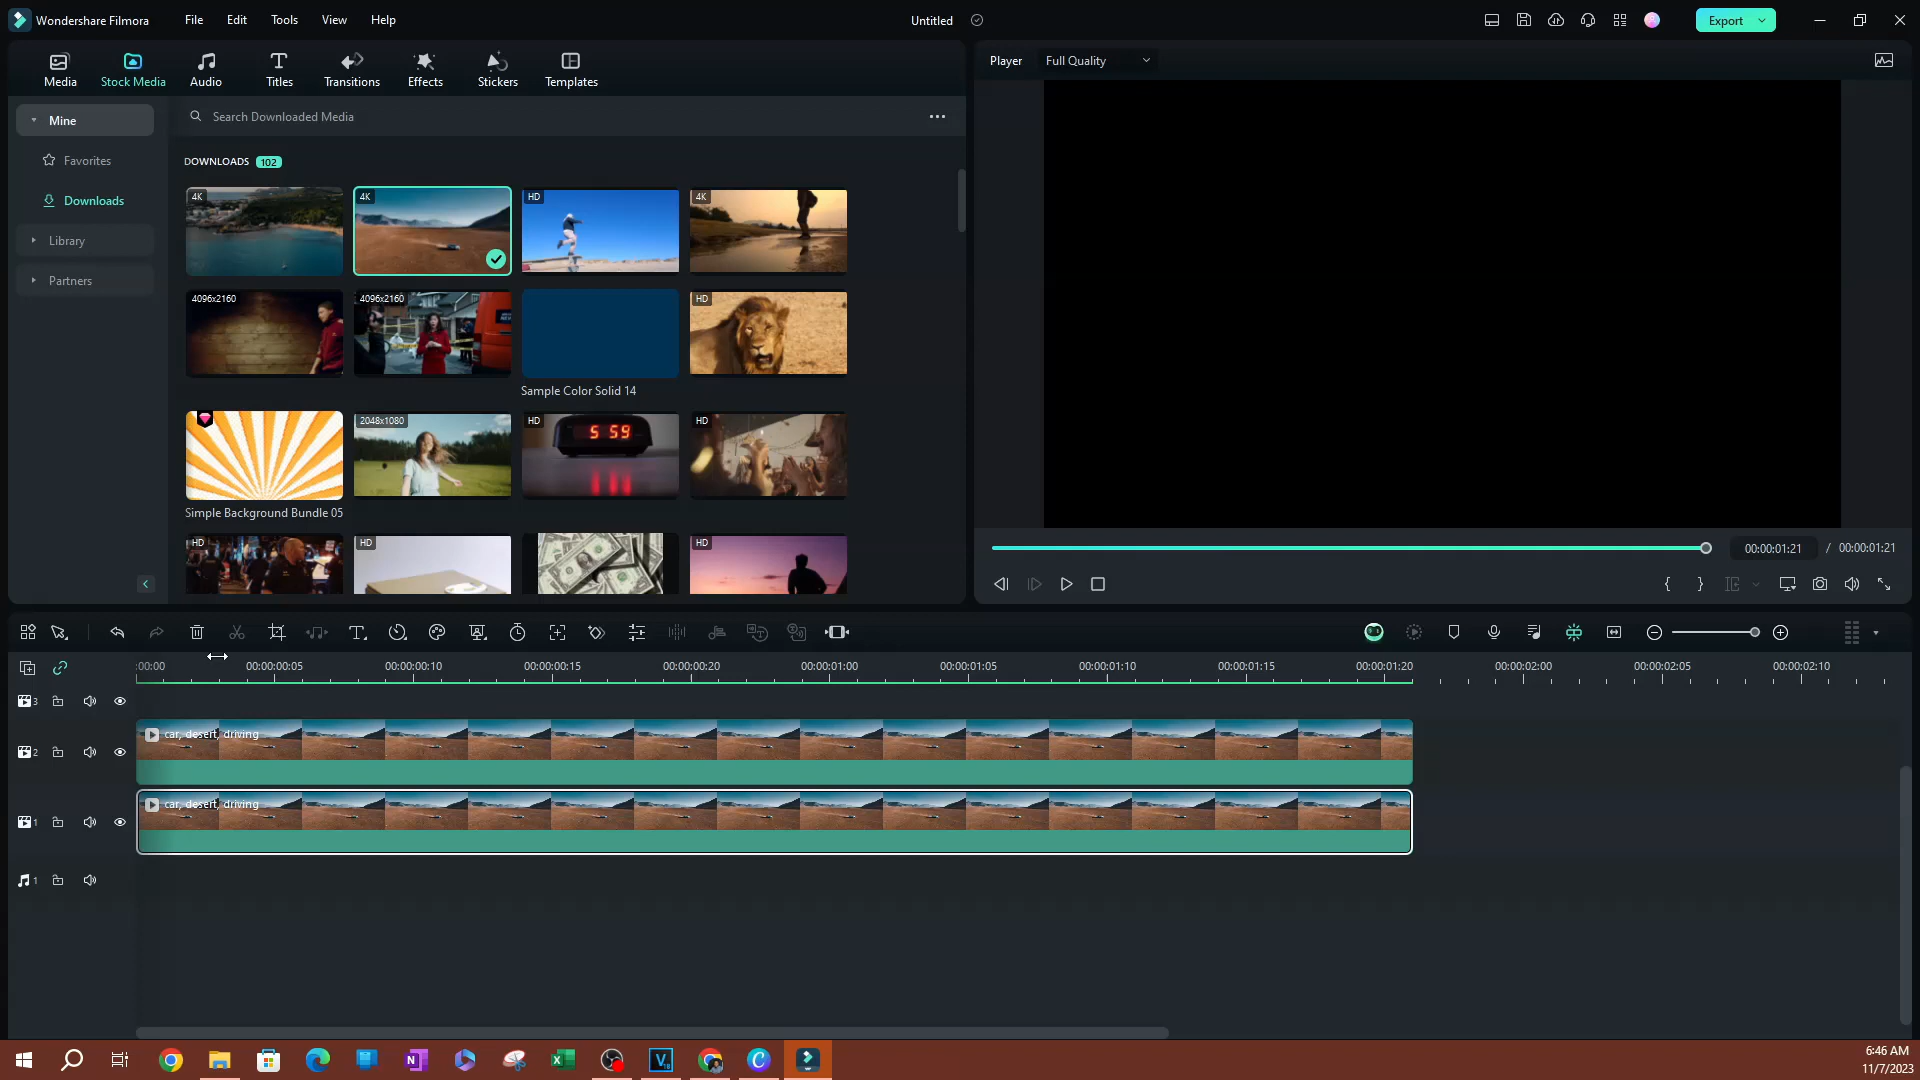 Wondershare Filmora
File Edit Tools View Help
Untitled
Export
Media Stock Media Audio Titles Transitions Effects Stickers Templates
Player Full Quality
Mine
Favorites
Downloads
Library
Partners
Search Downloaded Media
DOWNLOADS 102
4K 4K HD 4K
4096x2160 4096x2160 HD
Sample Color Solid 14
2048x1080 HD HD
5 59
Simple Background Bundle 05
HD HD HD
00:00:01:21 / 00:00:01:21
:00:00 00:00:00:05 00:00:00:10 00:00:00:15 00:00:00:20 00:00:01:00 00:00:01:05 00:00:01:10 00:00:01:15 00:00:01:20 00:00:02:00 00:00:02:05 00:00:02:10
3
car, desert, driving
2
car, desert, driving
1
1
6:46 AM
11/7/2023